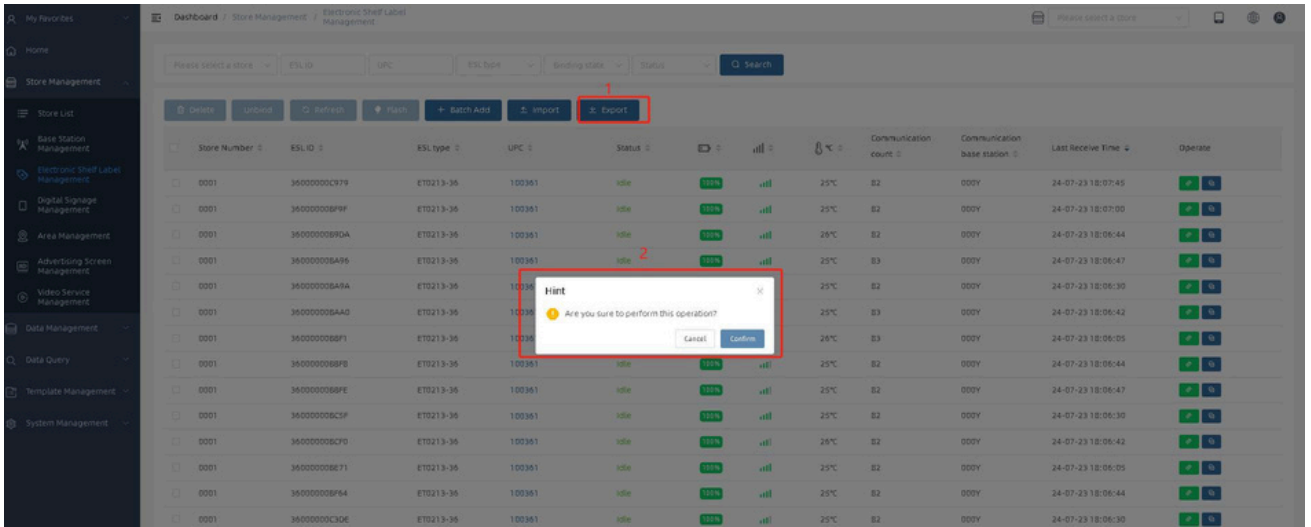 My Favorites
Dashboard / Store Management / Electronic Shelf Label Management
Please select a store
Home
Store Management
Please select a store
ESL ID
UPC
ESL type
Binding state
Status
Search
1
Store List
Delete
Unbind
Refresh
Flash
+ Batch Add
Import
Export
Base Station Management
Electronic Shelf Label Management
Digital Signage Management
Area Management
Advertising Screen Management
Video Service Management
Data Management
Data Query
Template Management
System Management
Store Number ESL ID ESL type UPC Status ℃ Communication count Communication base station Last Receive Time Operate
0001 36000000C979 ET0213-36 100361 Idle 100% 25℃ 82 000Y 24-07-23 18:07:45
0001 ET0213-36 100361 Idle 100% 25℃ 82 000Y 24-07-23 18:07:00
0001 ET0213-36 100361 Idle 100% 26℃ 82 000Y 24-07-23 18:06:44
0001 36000000BA96 ET0213-36 100361 Idle 100% 25℃ 83 000Y 24-07-23 18:06:47
2
0001 36000000BA9A ET0213-36 10036 25℃ 82 000Y 24-07-23 18:06:30
0001 36000000BAA0 ET0213-36 10036 25℃ 83 000Y 24-07-23 18:06:42
0001 36000000BBF1 ET0213-36 10036 26℃ 83 000Y 24-07-23 18:06:05
Hint
Are you sure to perform this operation?
Cancel Confirm
0001 36000000BBFB ET0213-36 100361 Idle 100% 25℃ 82 000Y 24-07-23 18:06:44
0001 36000000BBFE ET0213-36 100361 Idle 100% 25℃ 82 000Y 24-07-23 18:06:47
0001 36000000BC5F ET0213-36 100361 Idle 100% 25℃ 82 000Y 24-07-23 18:06:30
0001 36000000BCF0 ET0213-36 100361 Idle 100% 26℃ 82 000Y 24-07-23 18:06:42
0001 36000000BE71 ET0213-36 100361 Idle 100% 25℃ 82 000Y 24-07-23 18:06:05
0001 36000000BF64 ET0213-36 100361 Idle 100% 25℃ 82 000Y 24-07-23 18:06:44
0001 36000000C3DE ET0213-36 100361 Idle 100% 25℃ 82 000Y 24-07-23 18:06:30